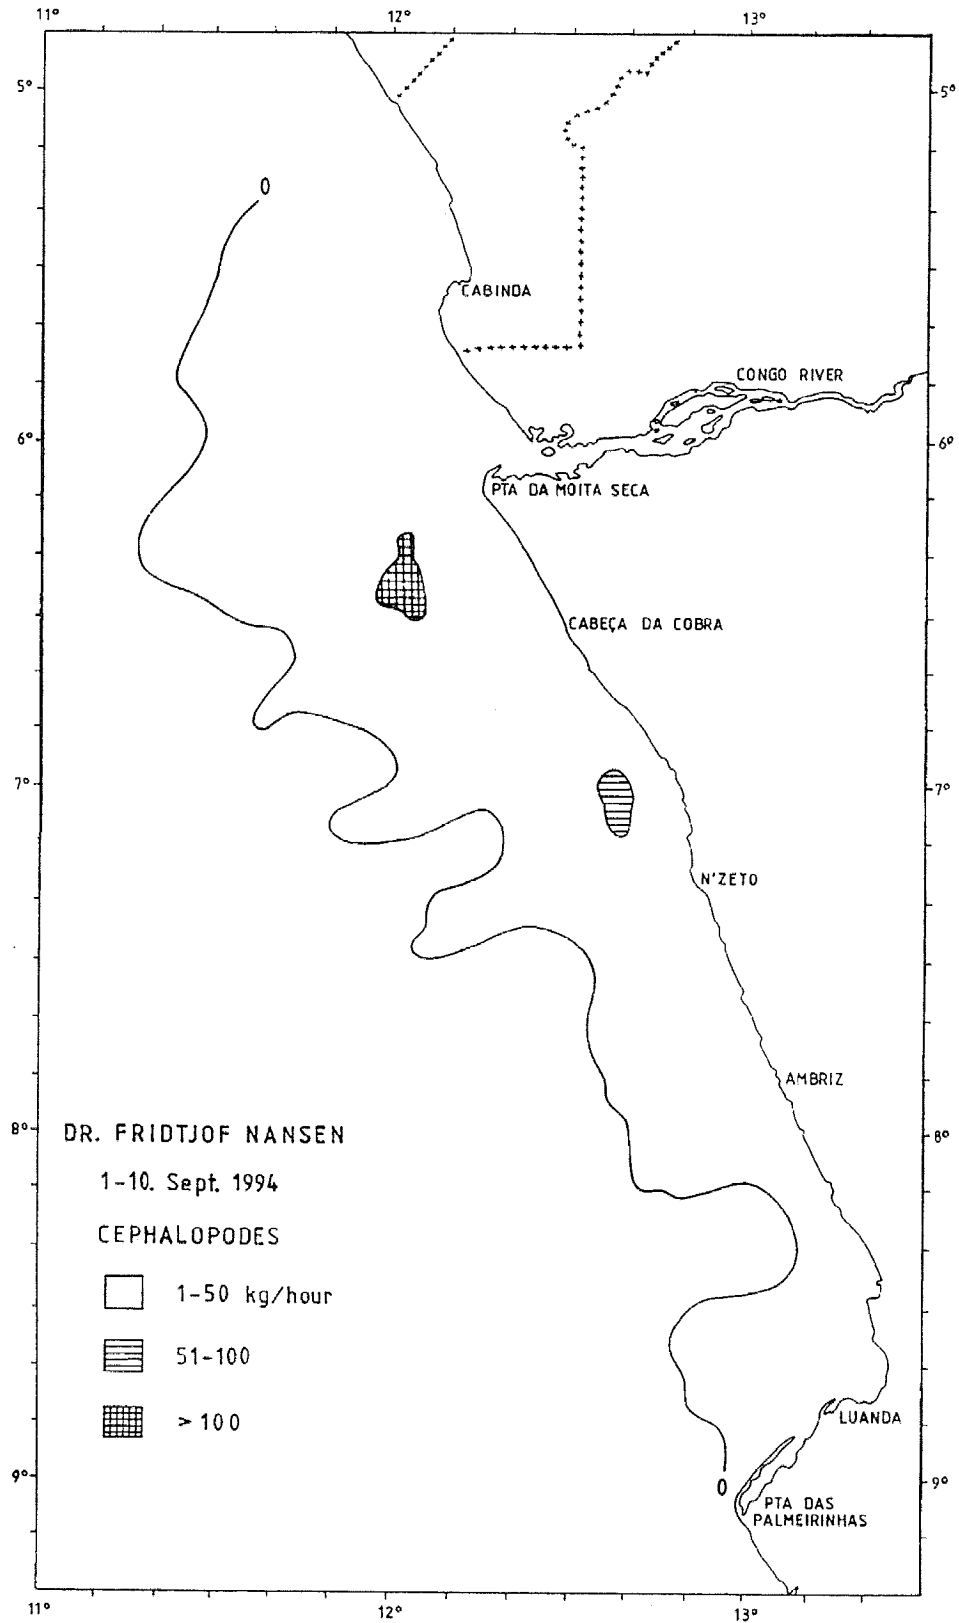 11° 12° 13°
5° 5°
0
CABINDA
CONGO RIVER
6° 6°
PTA DA MOITA SECA
CABEÇA DA COBRA
7° 7°
N'ZETO
AMBRIZ
8° 8°
DR. FRIDTJOF NANSEN
1-10. Sept. 1994
CEPHALOPODES
1-50 kg/hour
51-100
> 100
LUANDA
9° 9°
0
PTA DAS
PALMEIRINHAS
11° 12° 13°